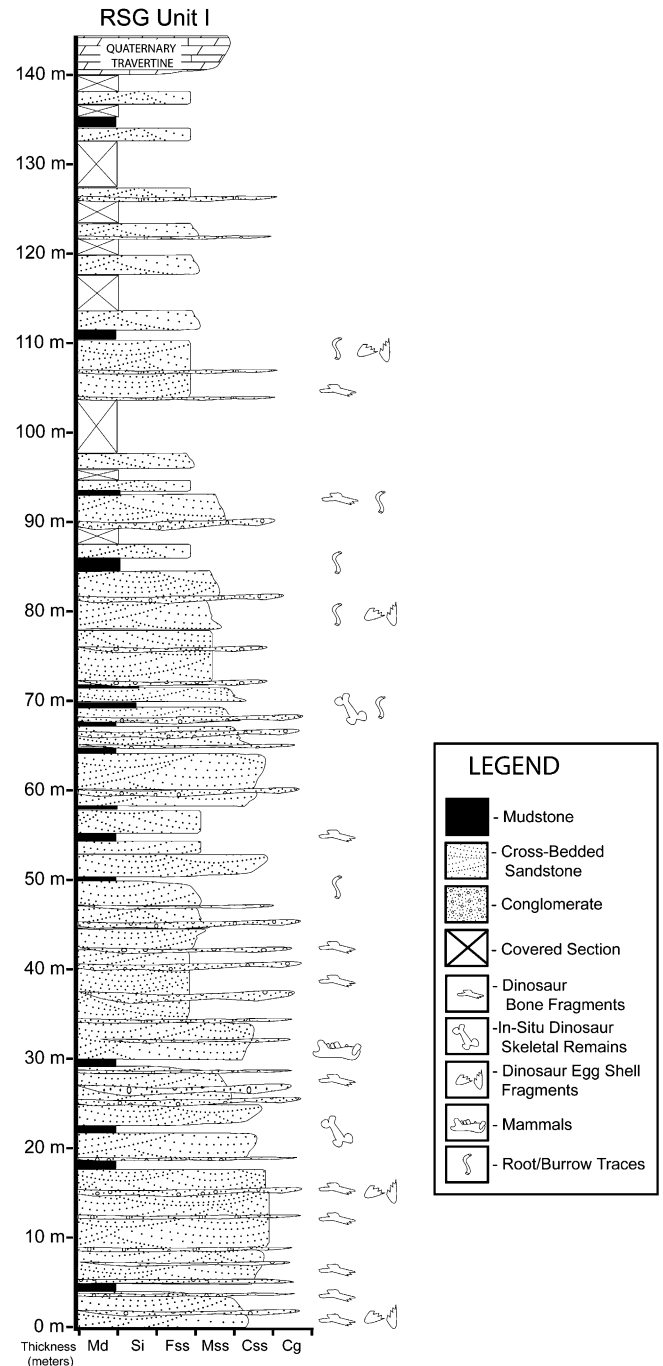 RSG Unit I
QUATERNARY
TRAVERTINE
140 m
130 m
120 m
110 m
100 m
90 m
80 m
70 m
60 m
50 m
40 m
30 m
20 m
10 m
0 m
Thickness
(meters)
Md Si Fss Mss Css Cg
LEGEND
- Mudstone
- Cross-Bedded
Sandstone
- Conglomerate
- Covered Section
- Dinosaur
Bone Fragments
-In-Situ Dinosaur
Skeletal Remains
- Dinosaur Egg Shell
Fragments
- Mammals
- Root/Burrow Traces